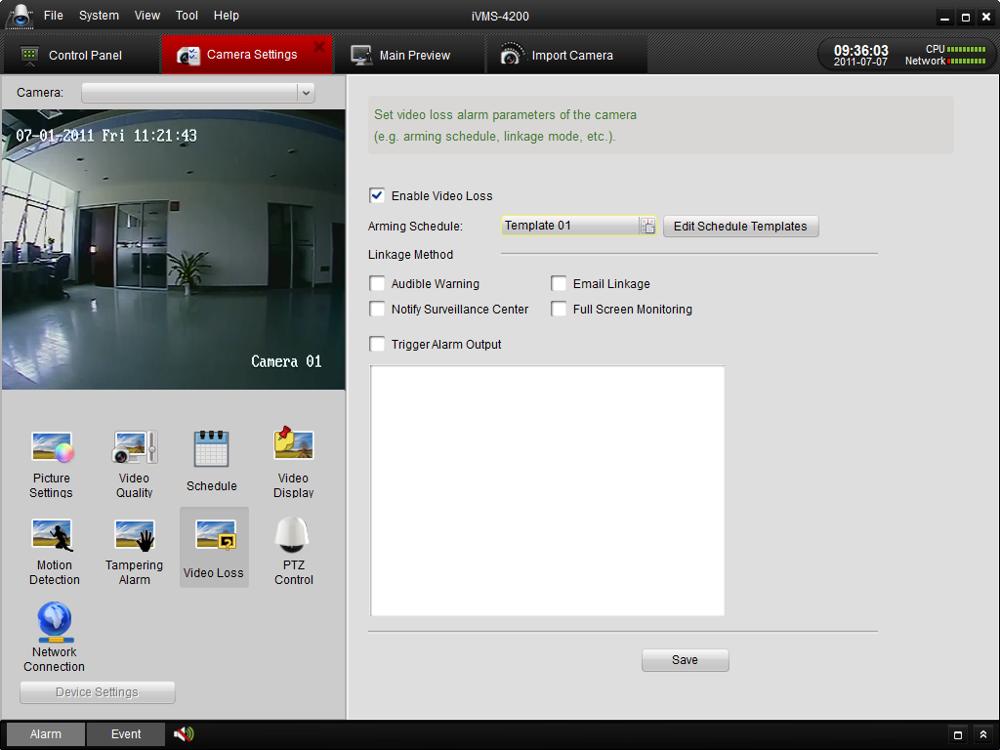 File System View Tool Help
iVMS-4200
Control Panel
Camera Settings
Main Preview
Import Camera
09:36:03
2011-07-07
CPU
Network
Camera:
07-01-2011 Fri 11:21:43
Camera 01
Picture
Settings
Video
Quality
Schedule
Video
Display
Motion
Detection
Tampering
Alarm
Video Loss
PTZ
Control
Network
Connection
Device Settings
Set video loss alarm parameters of the camera
(e.g. arming schedule, linkage mode, etc.).
Enable Video Loss
Arming Schedule: Template 01 Edit Schedule Templates
Linkage Method
Audible Warning Email Linkage
Notify Surveillance Center Full Screen Monitoring
Trigger Alarm Output
Save
Alarm Event